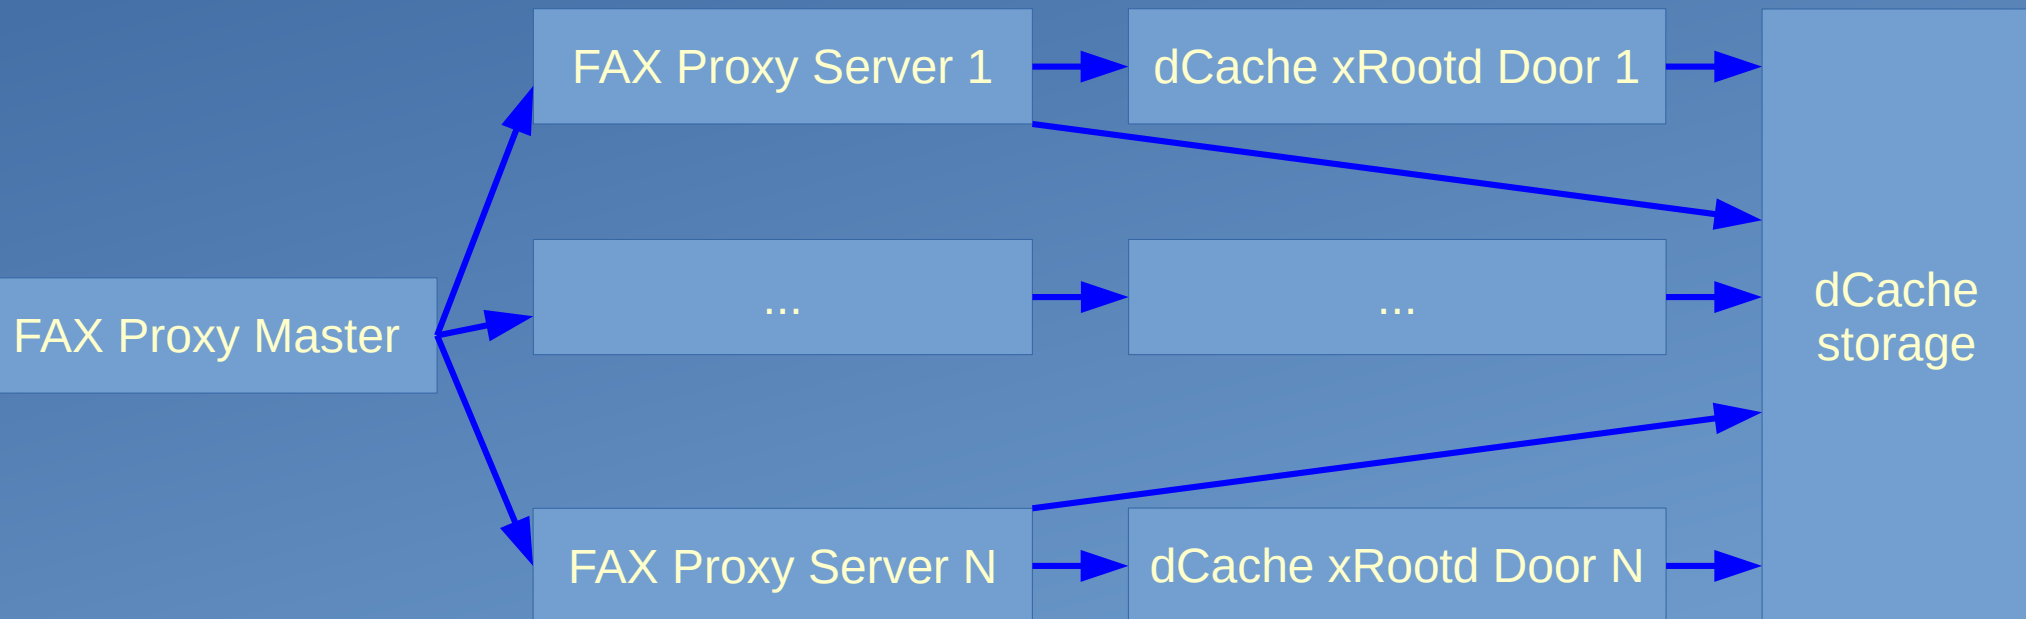 FAX Proxy Server 1
dCache xRootd Door 1
FAX Proxy Master
...
...
dCache
storage
FAX Proxy Server N
dCache xRootd Door N